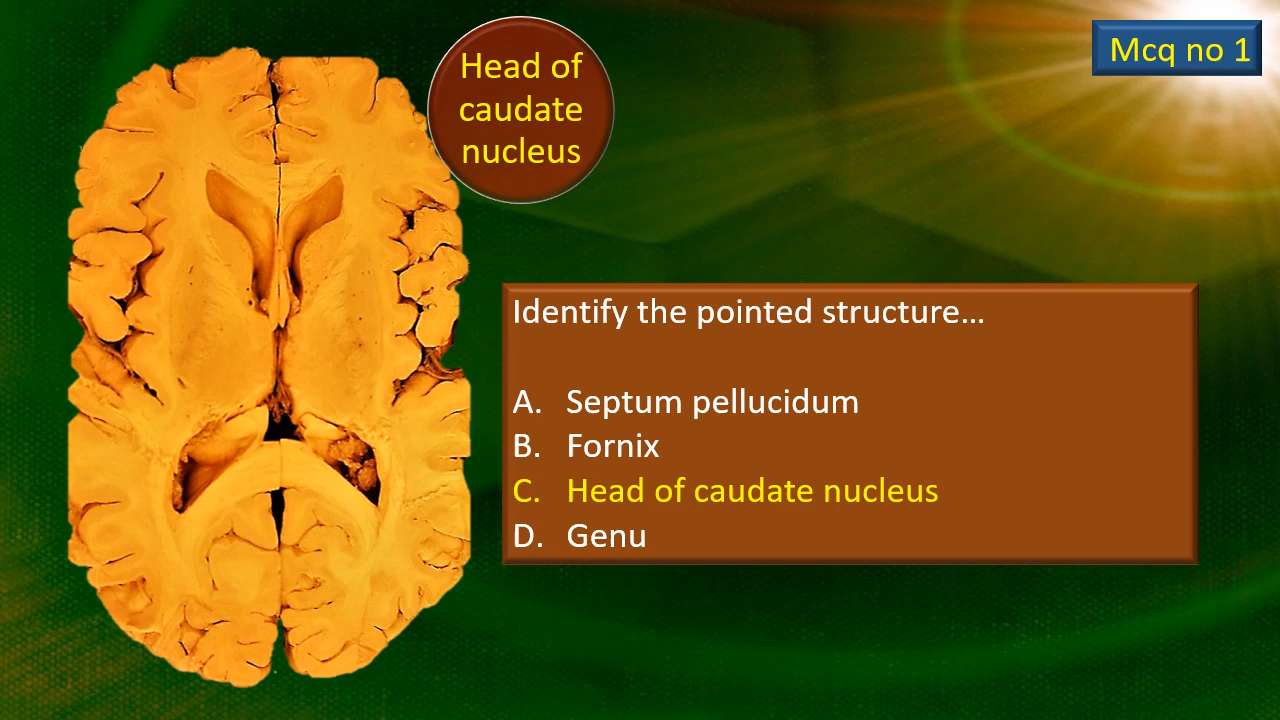 Head of
caudate
nucleus
Mcq no 1
Identify the pointed structure…
A. Septum pellucidum
B. Fornix
C. Head of caudate nucleus
D. Genu